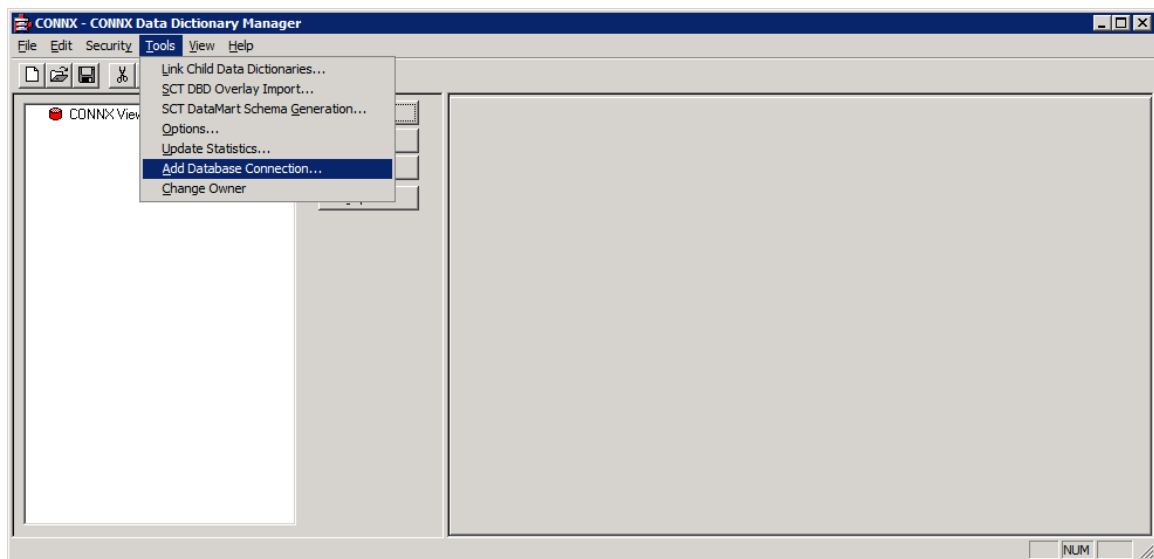 CONNX - CONNX Data Dictionary Manager
File Edit Security Tools View Help
Link Child Data Dictionaries...
SCT DBD Overlay Import...
SCT DataMart Schema Generation...
Options...
Update Statistics...
Add Database Connection...
Change Owner
CONNX View
NUM